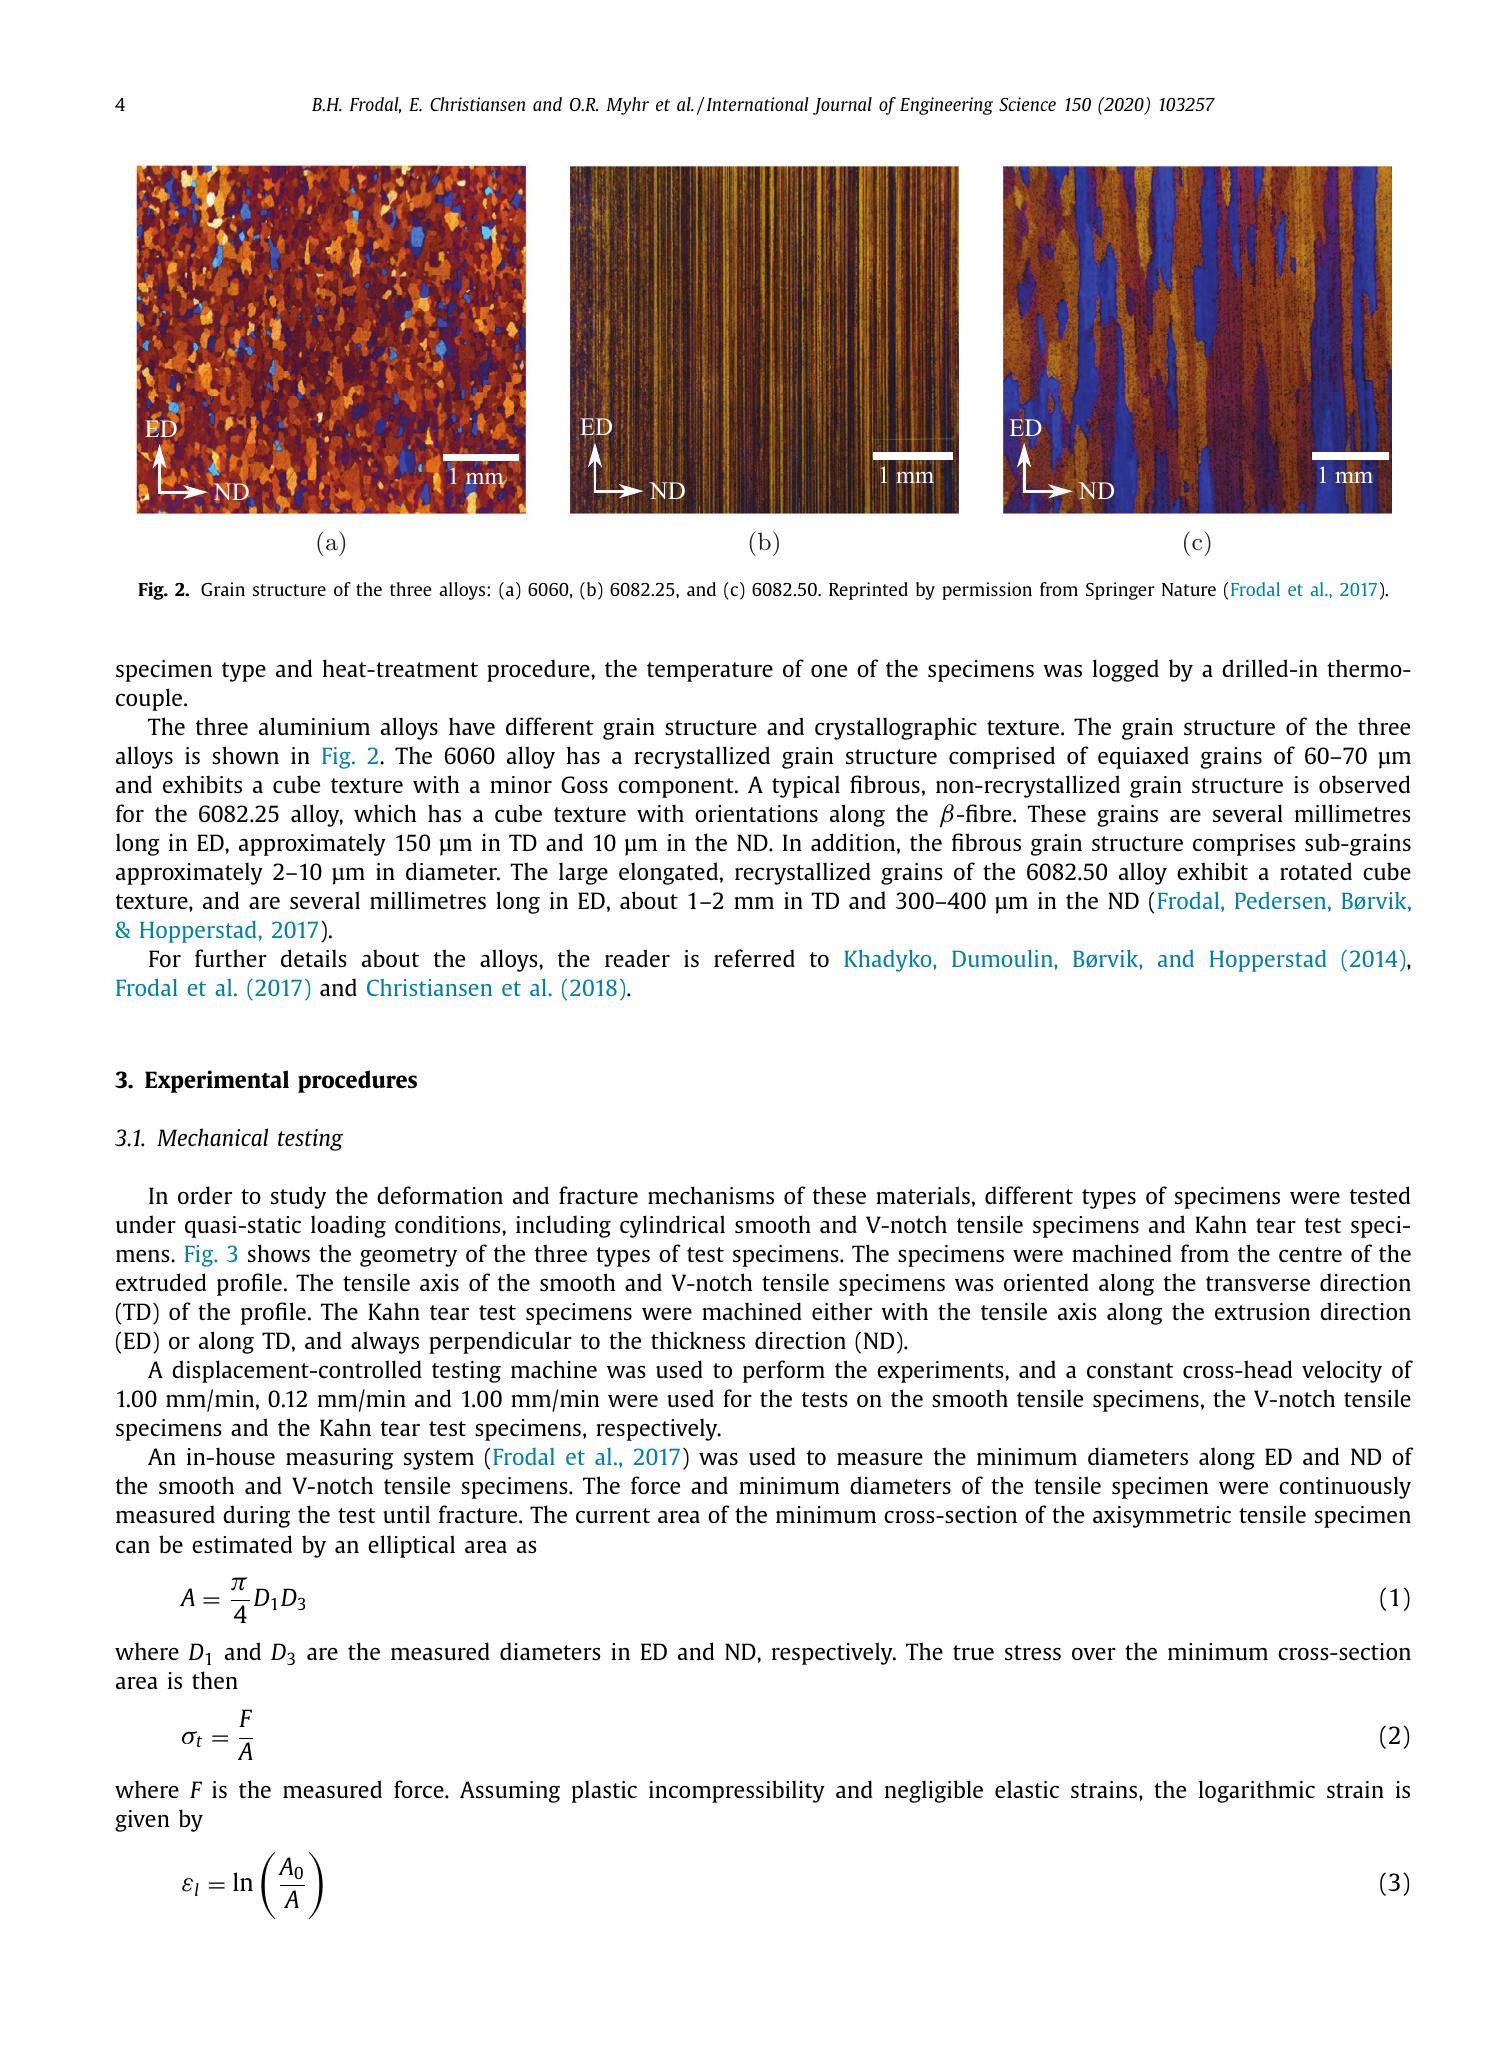 4
B.H. Frodal, E. Christiansen and O.R. Myhr et al. / International Journal of Engineering Science 150 (2020) 103257
ED
ND
1 mm
ED
ND
1 mm
ED
ND
1 mm
(a)
(b)
(c)
Fig. 2. Grain structure of the three alloys: (a) 6060, (b) 6082.25, and (c) 6082.50. Reprinted by permission from Springer Nature (Frodal et al., 2017).
specimen type and heat-treatment procedure, the temperature of one of the specimens was logged by a drilled-in thermo-
couple.
The three aluminium alloys have different grain structure and crystallographic texture. The grain structure of the three
alloys is shown in Fig. 2. The 6060 alloy has a recrystallized grain structure comprised of equiaxed grains of 60–70 μm
and exhibits a cube texture with a minor Goss component. A typical fibrous, non-recrystallized grain structure is observed
for the 6082.25 alloy, which has a cube texture with orientations along the β-fibre. These grains are several millimetres
long in ED, approximately 150 μm in TD and 10 μm in the ND. In addition, the fibrous grain structure comprises sub-grains
approximately 2–10 μm in diameter. The large elongated, recrystallized grains of the 6082.50 alloy exhibit a rotated cube
texture, and are several millimetres long in ED, about 1–2 mm in TD and 300–400 μm in the ND (Frodal, Pedersen, Børvik,
& Hopperstad, 2017).
For further details about the alloys, the reader is referred to Khadyko, Dumoulin, Børvik, and Hopperstad (2014),
Frodal et al. (2017) and Christiansen et al. (2018).
3. Experimental procedures
3.1. Mechanical testing
In order to study the deformation and fracture mechanisms of these materials, different types of specimens were tested
under quasi-static loading conditions, including cylindrical smooth and V-notch tensile specimens and Kahn tear test speci-
mens. Fig. 3 shows the geometry of the three types of test specimens. The specimens were machined from the centre of the
extruded profile. The tensile axis of the smooth and V-notch tensile specimens was oriented along the transverse direction
(TD) of the profile. The Kahn tear test specimens were machined either with the tensile axis along the extrusion direction
(ED) or along TD, and always perpendicular to the thickness direction (ND).
A displacement-controlled testing machine was used to perform the experiments, and a constant cross-head velocity of
1.00 mm/min, 0.12 mm/min and 1.00 mm/min were used for the tests on the smooth tensile specimens, the V-notch tensile
specimens and the Kahn tear test specimens, respectively.
An in-house measuring system (Frodal et al., 2017) was used to measure the minimum diameters along ED and ND of
the smooth and V-notch tensile specimens. The force and minimum diameters of the tensile specimen were continuously
measured during the test until fracture. The current area of the minimum cross-section of the axisymmetric tensile specimen
can be estimated by an elliptical area as
A = π/4 D₁D₃ (1)
where D₁ and D₃ are the measured diameters in ED and ND, respectively. The true stress over the minimum cross-section
area is then
σₜ = F/A (2)
where F is the measured force. Assuming plastic incompressibility and negligible elastic strains, the logarithmic strain is
given by
εₗ = ln(A₀/A) (3)